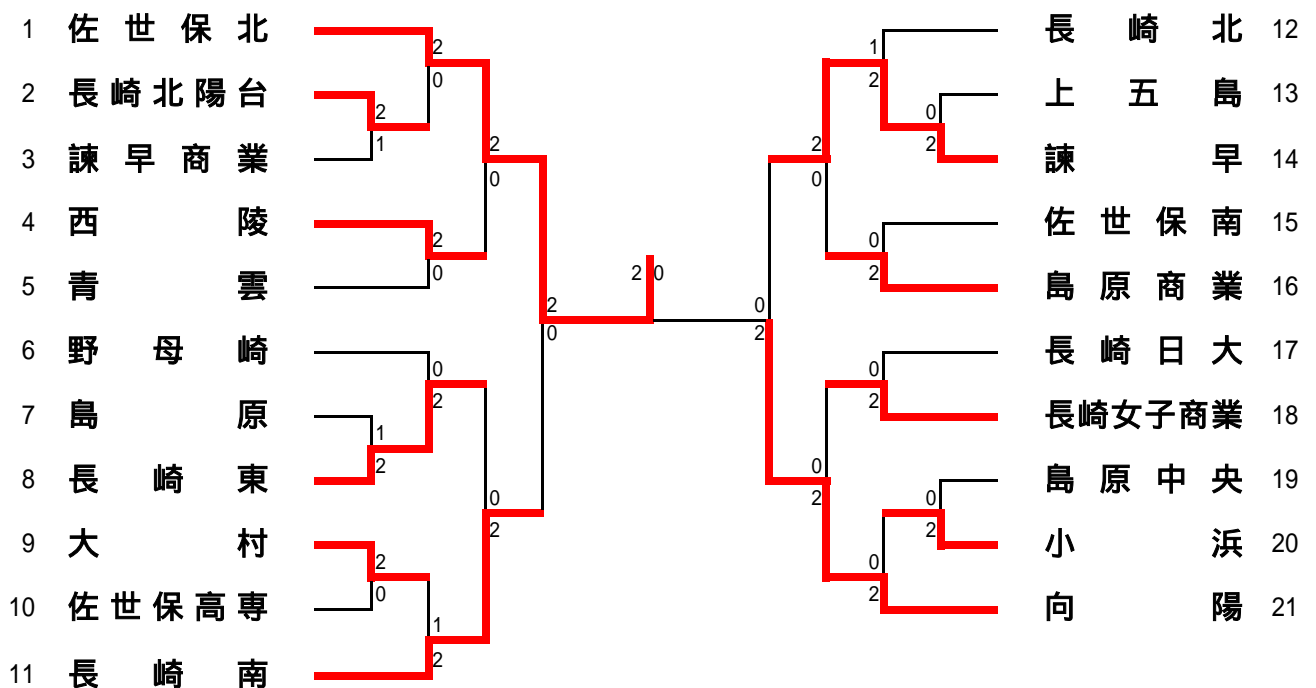 1 佐世保北
2 長崎北陽台
3 諫早商業
4 西陵
5 青雲
6 野母崎
7 島原
8 長崎東
9 大村
10 佐世保高専
11 長崎南
2
0
2
1
2
0
2
0
0
2
1
2
2
0
1
2
0
2
2
0
2 0
0
2
1
2
0
2
2
0
0
2
0
2
0
2
0
2
0
2
長崎北 12
上五島 13
諫早 14
佐世保南 15
島原商業 16
長崎日大 17
長崎女子商業 18
島原中央 19
小浜 20
向陽 21